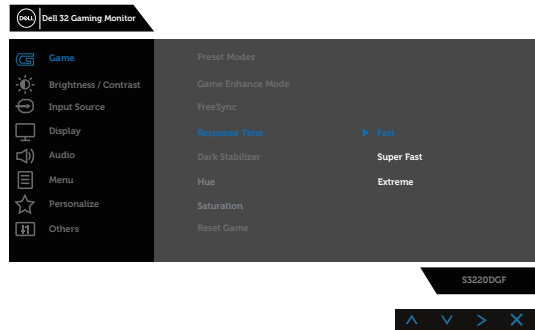 DELL Dell 32 Gaming Monitor
Game
Brightness / Contrast
Input Source
Display
Audio
Menu
Personalize
Others
Preset Modes
Game Enhance Mode
FreeSync
Response Time
Dark Stabilizer
Hue
Saturation
Reset Game
Fast
Super Fast
Extreme
S3220DGF